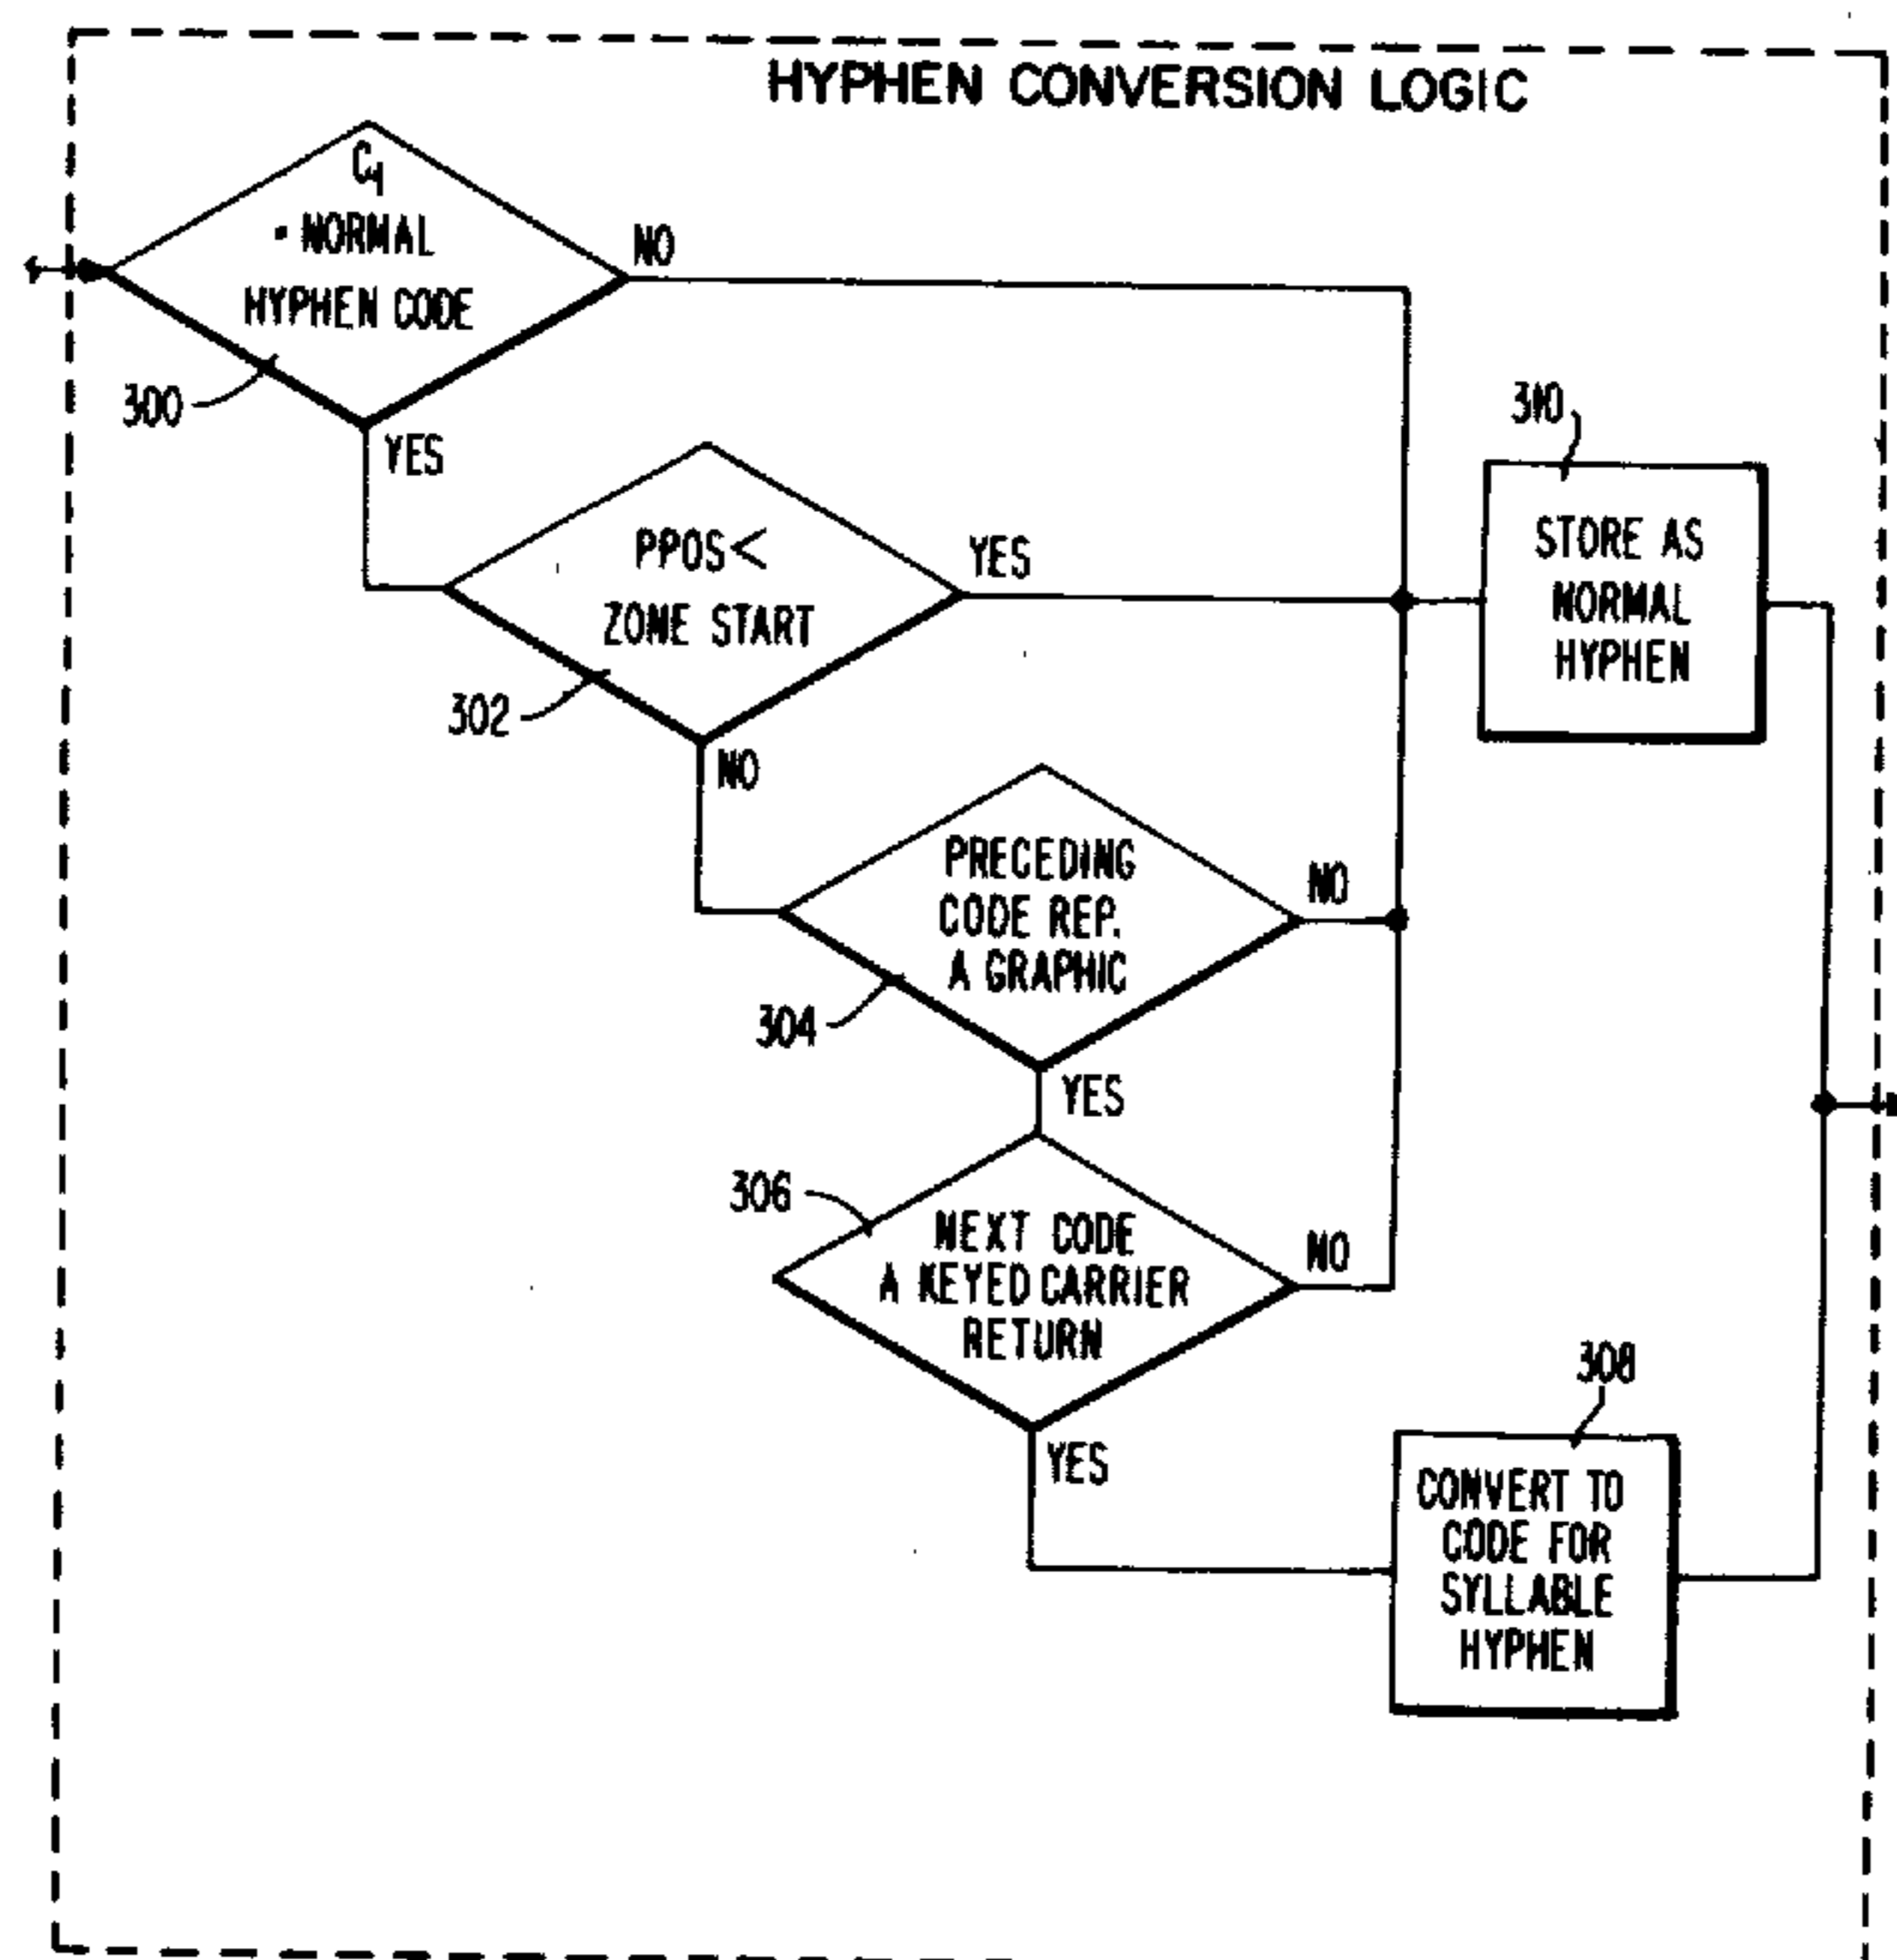 HYPHEN CONVERSION LOGIC
C1
= NORMAL
HYPHEN CODE
NO
300
YES
310
PPOS <
ZONE START
YES
STORE AS
NORMAL
HYPHEN
302
NO
PRECEDING
CODE REP.
A GRAPHIC
NO
304
YES
306
NEXT CODE
A KEYED CARRIER
RETURN
NO
308
YES
CONVERT TO
CODE FOR
SYLLABLE
HYPHEN